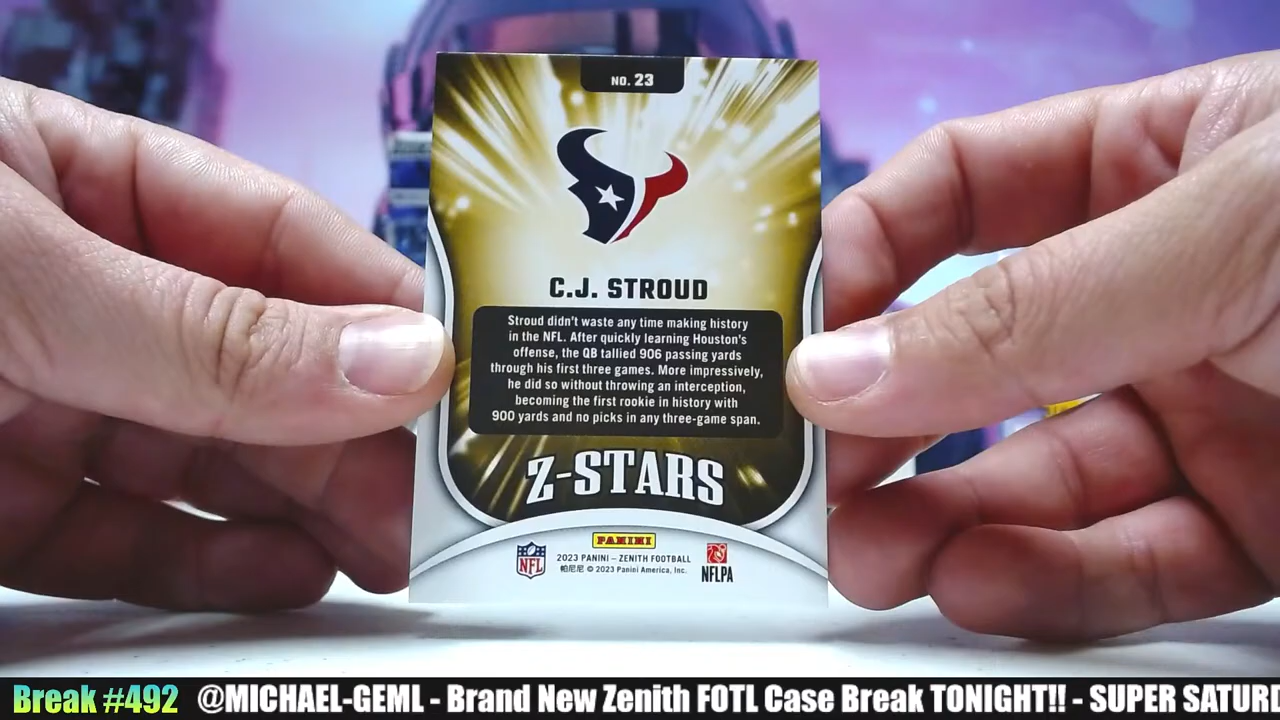 NO. 23
C.J. STROUD
Stroud didn't waste any time making history
in the NFL. After quickly learning Houston's
offense, the QB tallied 906 passing yards
through his first three games. More impressively,
he did so without throwing an interception,
becoming the first rookie in history with
900 yards and no picks in any three-game span.
Z-STARS
PANINI
NFL
2023 PANINI – ZENITH FOOTBALL
帕尼尼 © 2023 Panini America, Inc.
NFLPA
Break #492 @MICHAEL-GEML - Brand New Zenith FOTL Case Break TONIGHT!! - SUPER SATURD